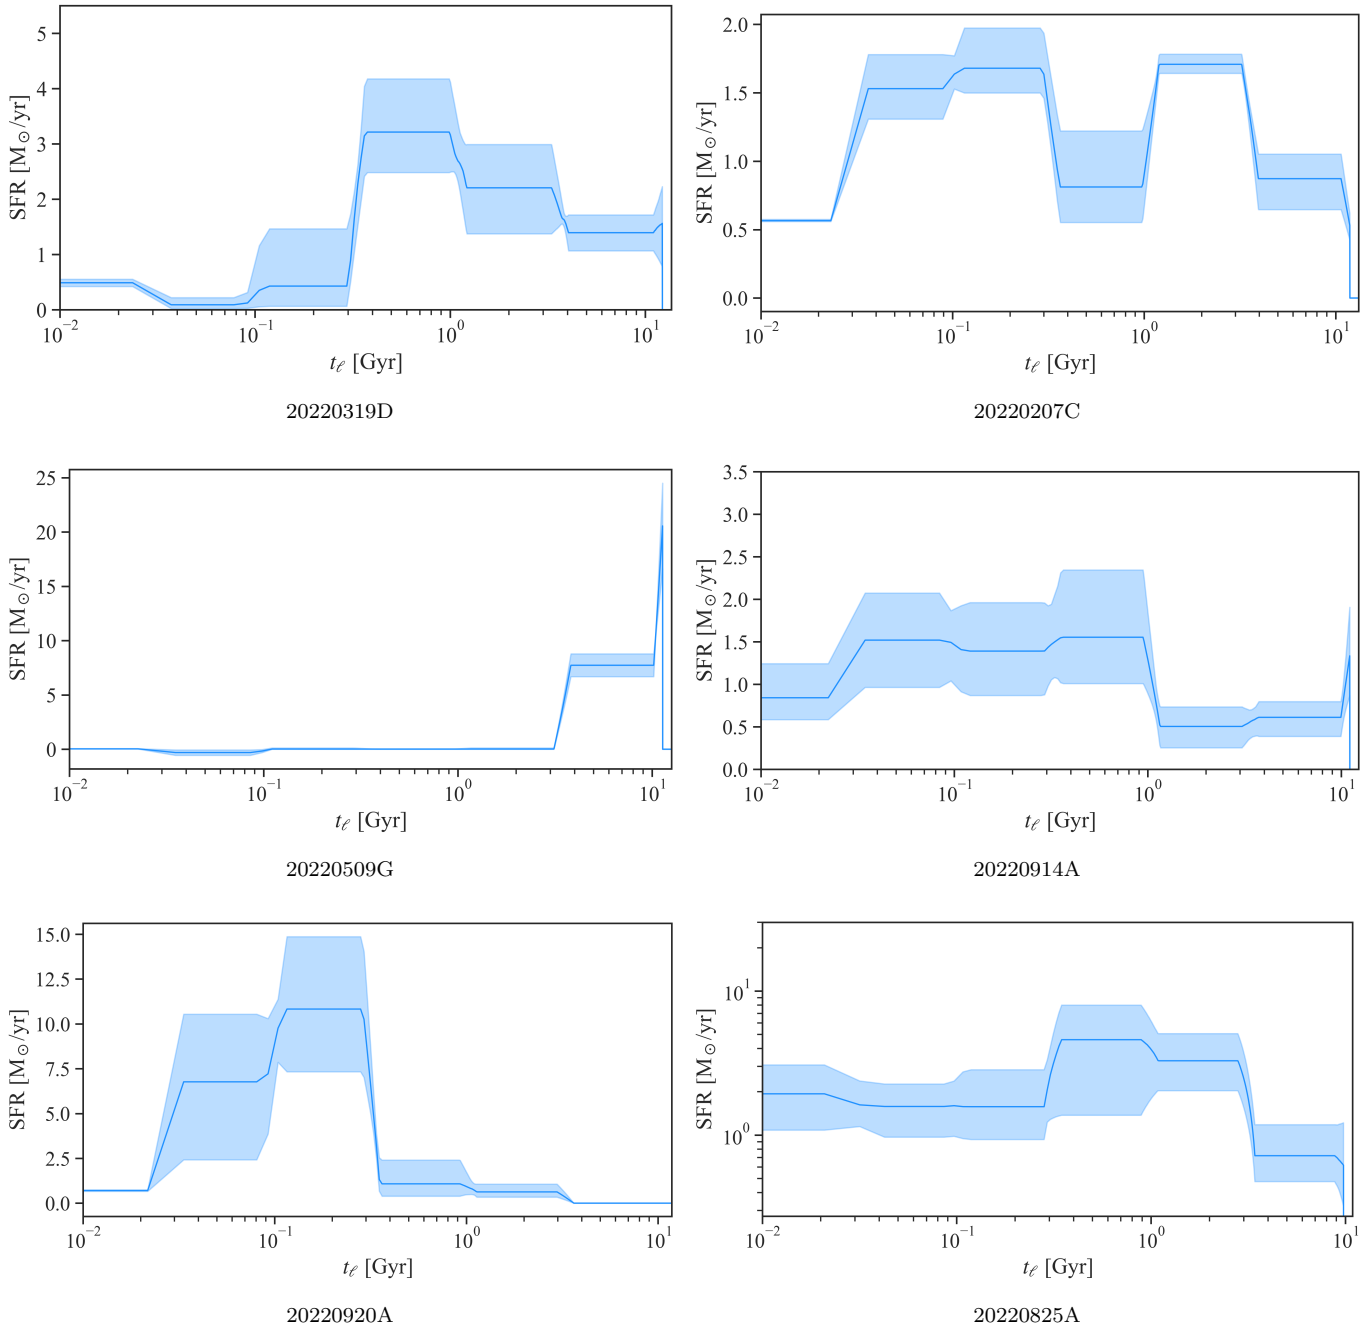 5
4
3
2
1
0
SFR [M⊙/yr]
10⁻² 10⁻¹ 10⁰ 10¹
tℓ [Gyr]
20220319D
2.0
1.5
1.0
0.5
0.0
SFR [M⊙/yr]
10⁻² 10⁻¹ 10⁰ 10¹
tℓ [Gyr]
20220207C
25
20
15
10
5
0
SFR [M⊙/yr]
10⁻² 10⁻¹ 10⁰ 10¹
tℓ [Gyr]
20220509G
3.5
3.0
2.5
2.0
1.5
1.0
0.5
0.0
SFR [M⊙/yr]
10⁻² 10⁻¹ 10⁰ 10¹
tℓ [Gyr]
20220914A
15.0
12.5
10.0
7.5
5.0
2.5
0.0
SFR [M⊙/yr]
10⁻² 10⁻¹ 10⁰ 10¹
tℓ [Gyr]
20220920A
10¹
10⁰
SFR [M⊙/yr]
10⁻² 10⁻¹ 10⁰ 10¹
tℓ [Gyr]
20220825A